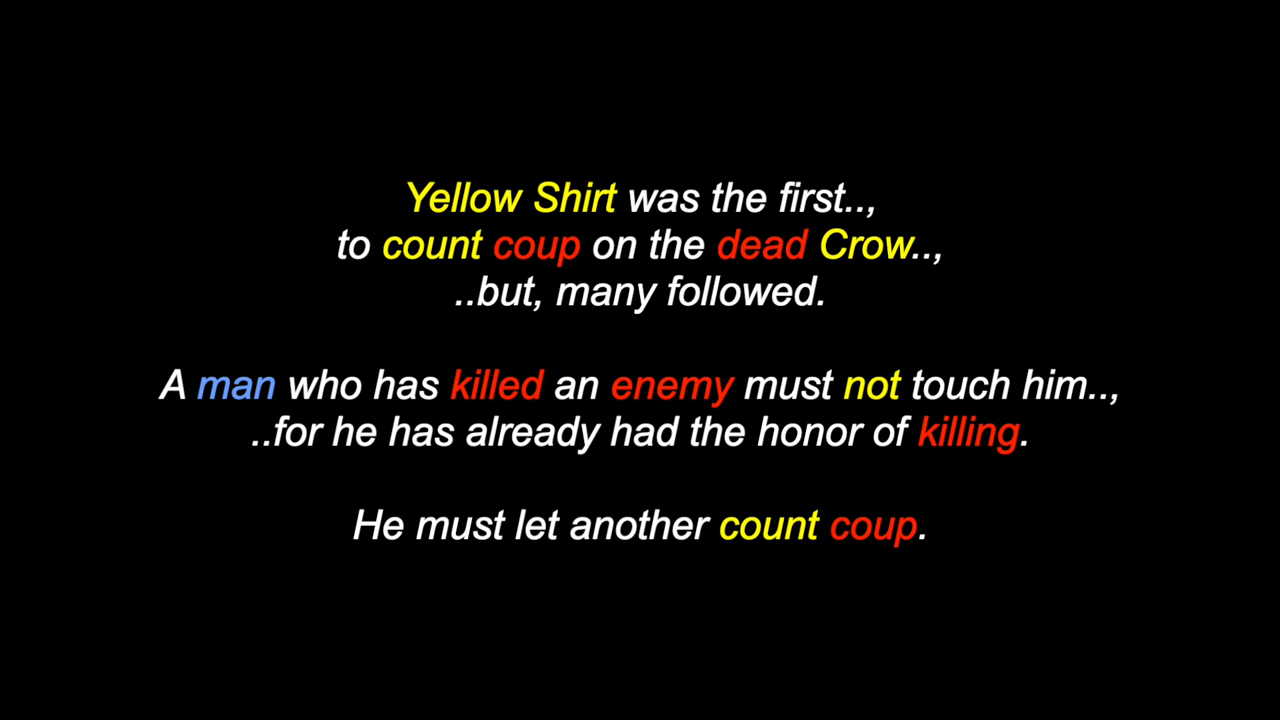 Yellow Shirt was the first..,
to count coup on the dead Crow..,
..but, many followed.
A man who has killed an enemy must not touch him..,
..for he has already had the honor of killing.
He must let another count coup.